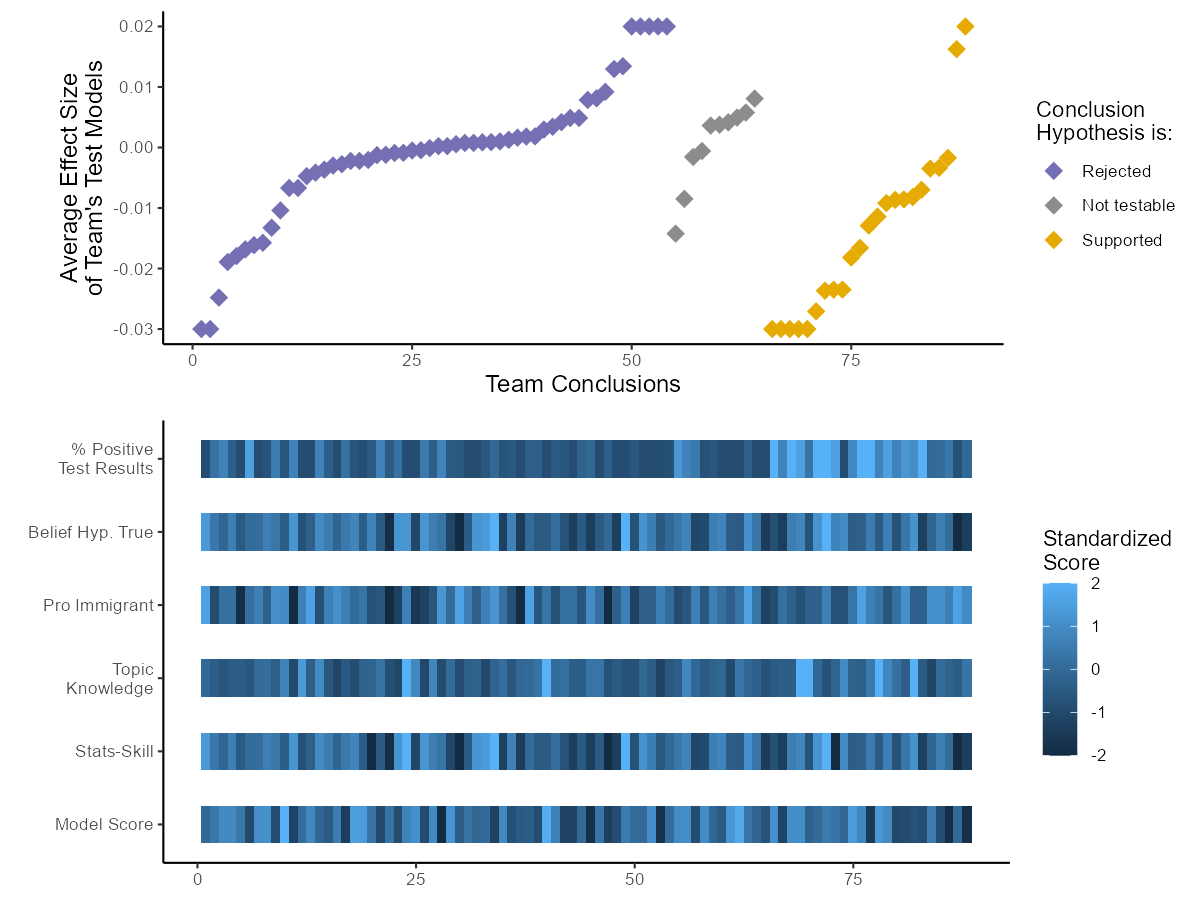 0.02
0.01
0.00
-0.01
-0.02
-0.03
Average Effect Size
of Team's Test Models
0
25
50
75
Team Conclusions
Conclusion
Hypothesis is:
Rejected
Not testable
Supported
% Positive
Test Results
Belief Hyp. True
Pro Immigrant
Topic
Knowledge
Stats-Skill
Model Score
0
25
50
75
Standardized
Score
2
1
0
-1
-2